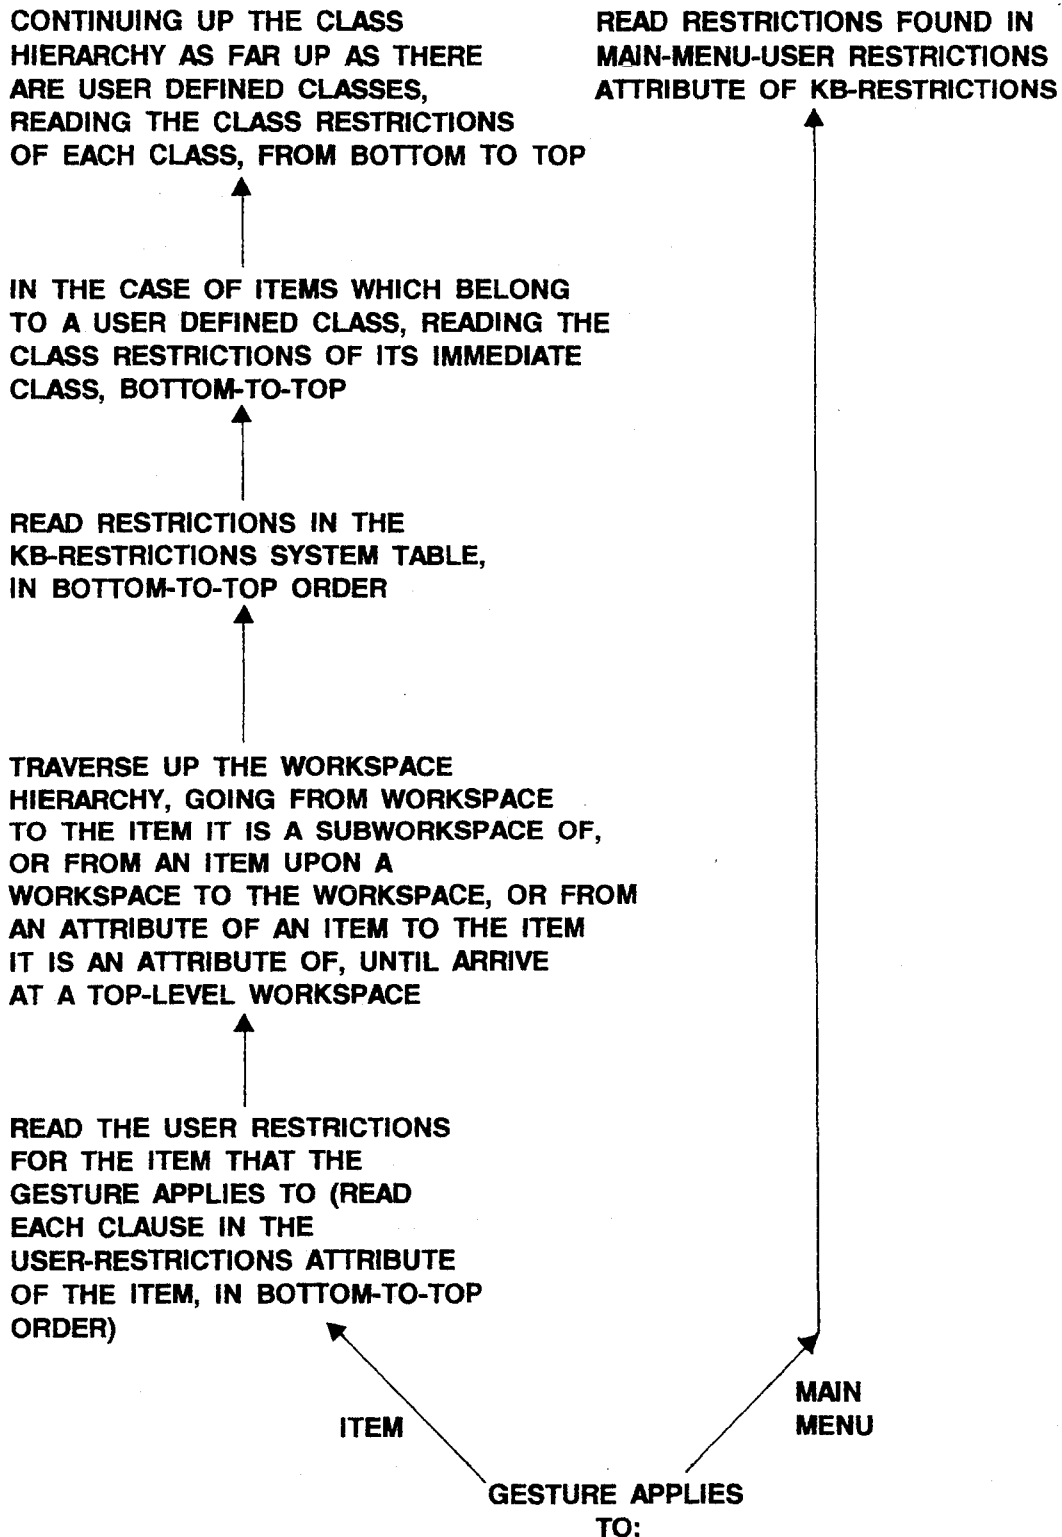 CONTINUING UP THE CLASS
HIERARCHY AS FAR UP AS THERE
ARE USER DEFINED CLASSES,
READING THE CLASS RESTRICTIONS
OF EACH CLASS, FROM BOTTOM TO TOP
READ RESTRICTIONS FOUND IN
MAIN-MENU-USER RESTRICTIONS
ATTRIBUTE OF KB-RESTRICTIONS
IN THE CASE OF ITEMS WHICH BELONG
TO A USER DEFINED CLASS, READING THE
CLASS RESTRICTIONS OF ITS IMMEDIATE
CLASS, BOTTOM-TO-TOP
READ RESTRICTIONS IN THE
KB-RESTRICTIONS SYSTEM TABLE,
IN BOTTOM-TO-TOP ORDER
TRAVERSE UP THE WORKSPACE
HIERARCHY, GOING FROM WORKSPACE
TO THE ITEM IT IS A SUBWORKSPACE OF,
OR FROM AN ITEM UPON A
WORKSPACE TO THE WORKSPACE, OR FROM
AN ATTRIBUTE OF AN ITEM TO THE ITEM
IT IS AN ATTRIBUTE OF, UNTIL ARRIVE
AT A TOP-LEVEL WORKSPACE
READ THE USER RESTRICTIONS
FOR THE ITEM THAT THE
GESTURE APPLIES TO (READ
EACH CLAUSE IN THE
USER-RESTRICTIONS ATTRIBUTE
OF THE ITEM, IN BOTTOM-TO-TOP
ORDER)
ITEM
MAIN
MENU
GESTURE APPLIES
TO: